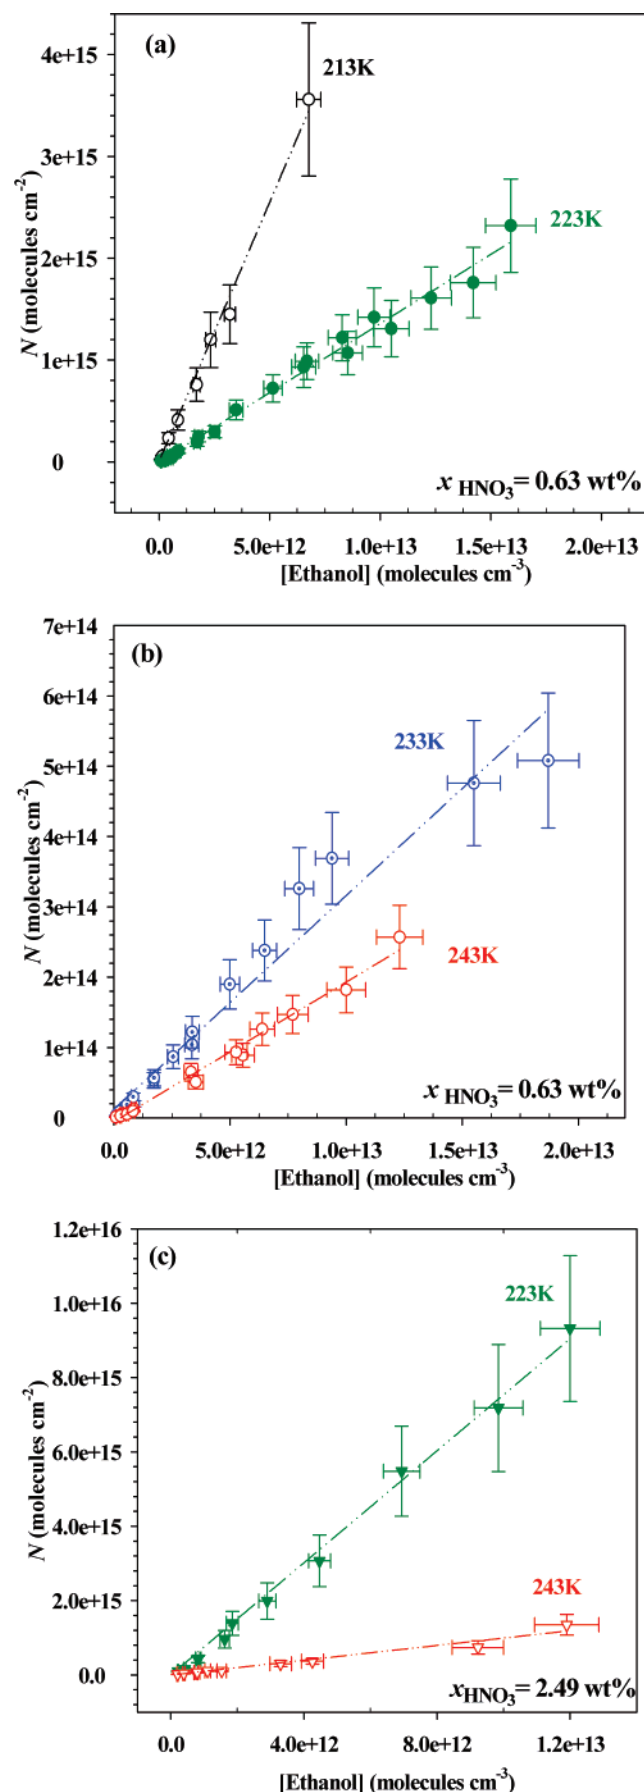 (a)
213K
223K
4e+15
3e+15
2e+15
1e+15
0
N (molecules cm⁻²)
x HNO₃= 0.63 wt%
0.0 5.0e+12 1.0e+13 1.5e+13 2.0e+13
[Ethanol] (molecules cm⁻³)
(b)
233K
243K
7e+14
6e+14
5e+14
4e+14
3e+14
2e+14
1e+14
0
N (molecules cm⁻²)
x HNO₃= 0.63 wt%
0.0 5.0e+12 1.0e+13 1.5e+13 2.0e+13
[Ethanol] (molecules cm⁻³)
(c)
223K
243K
1.2e+16
1.0e+16
8.0e+15
6.0e+15
4.0e+15
2.0e+15
0.0
N (molecules cm⁻²)
xHNO₃= 2.49 wt%
0.0 4.0e+12 8.0e+12 1.2e+13
[Ethanol] (molecules cm⁻³)